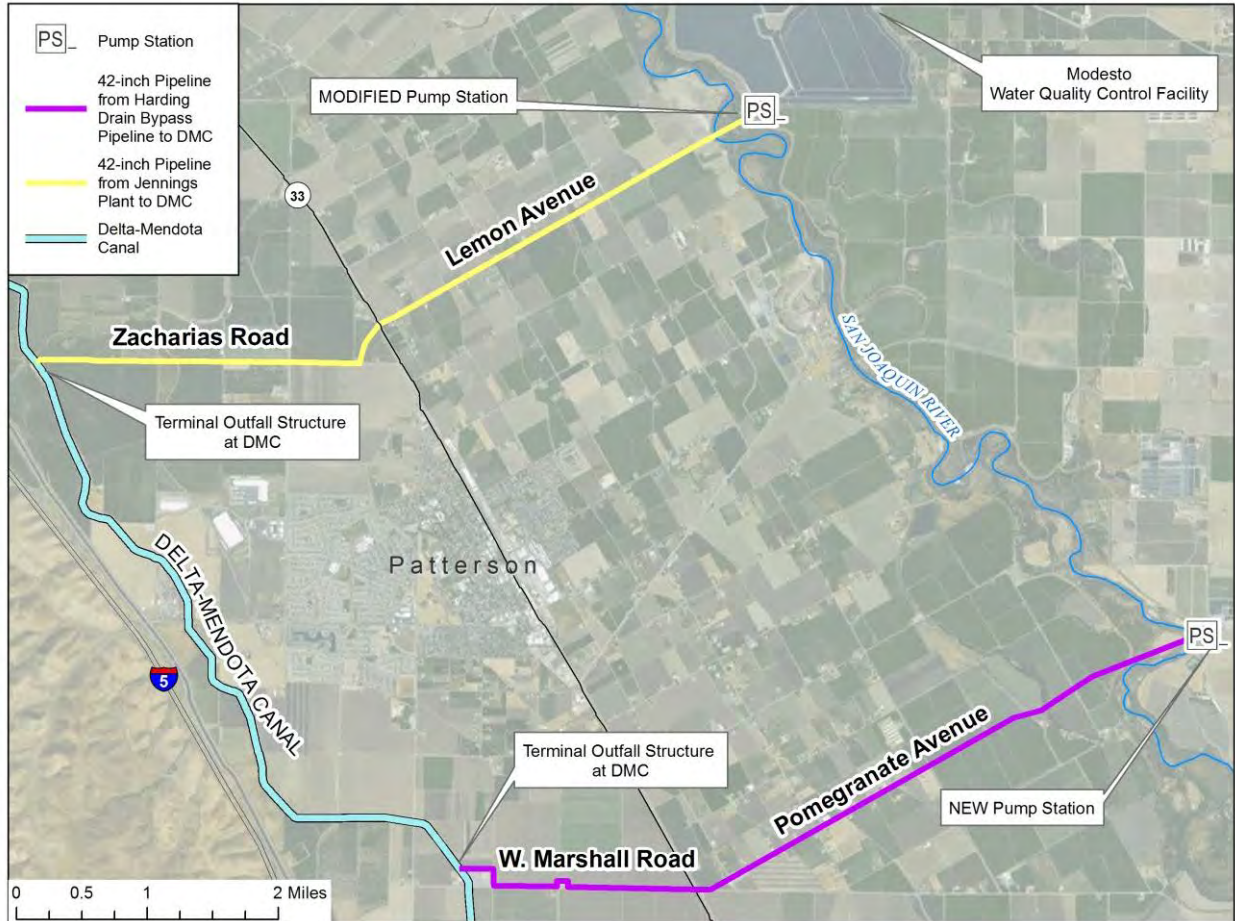 PS_
Pump Station
42-inch Pipeline
from Harding
Drain Bypass
Pipeline to DMC
42-inch Pipeline
from Jennings
Plant to DMC
Delta-Mendota
Canal
MODIFIED Pump Station
PS_
Modesto
Water Quality Control Facility
33
Lemon Avenue
Zacharias Road
Terminal Outfall Structure
at DMC
SAN JOAQUIN RIVER
Patterson
DELTA-MENDOTA CANAL
5
PS_
Terminal Outfall Structure
at DMC
Pomegranate Avenue
NEW Pump Station
W. Marshall Road
0 0.5 1 2 Miles